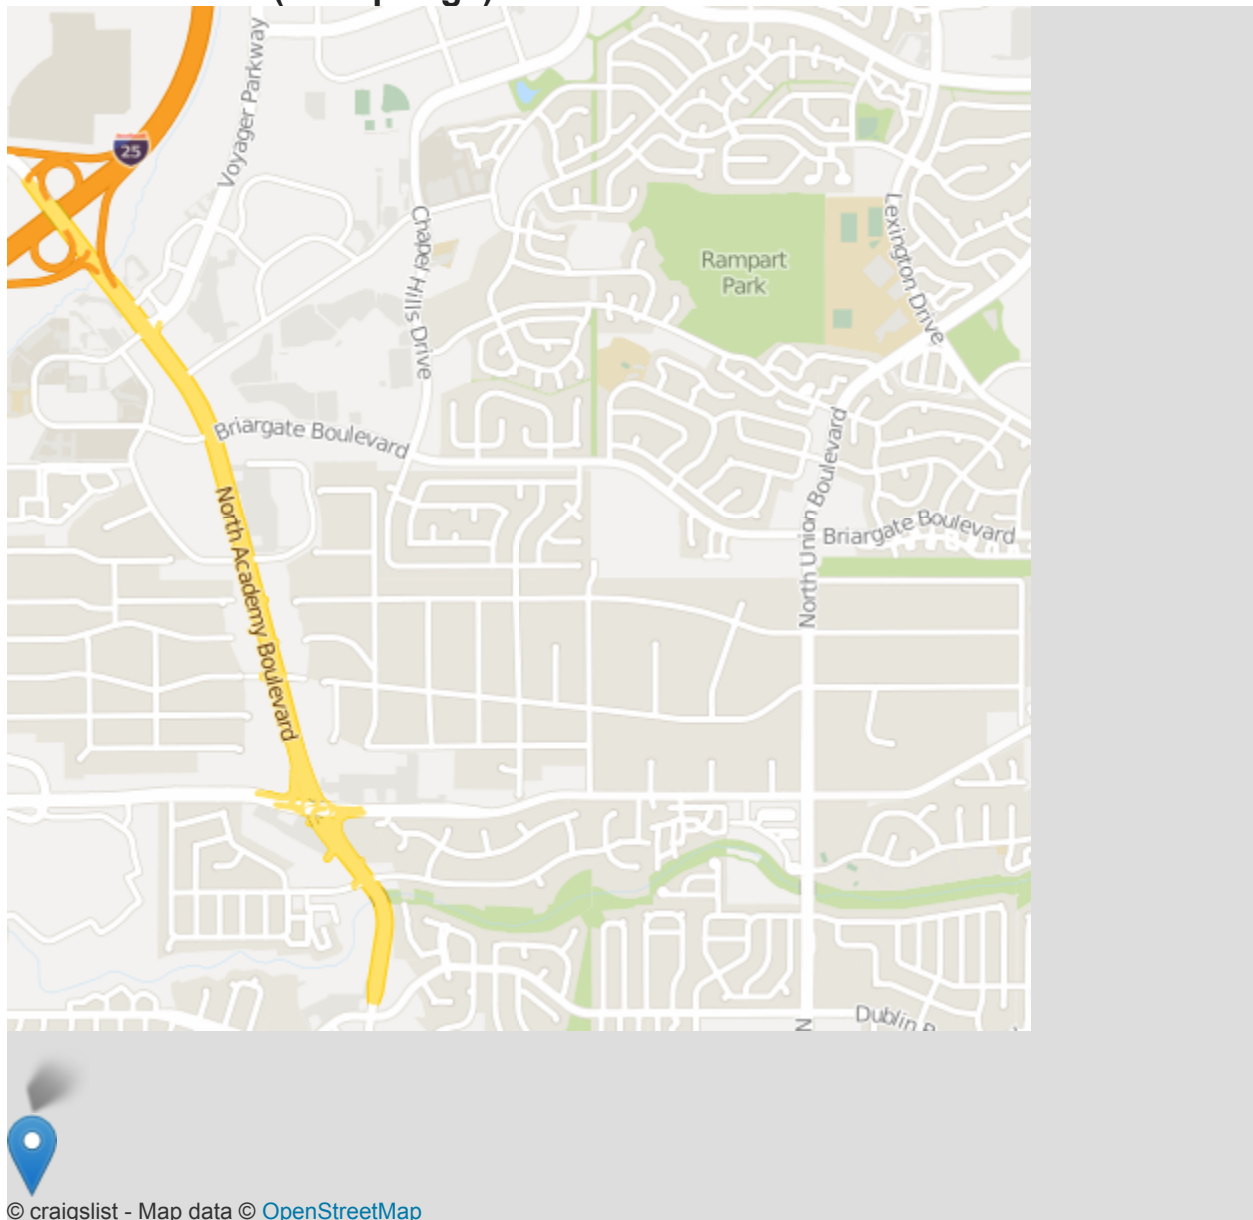 25
Voyager Parkway
Chapel Hills Drive
Lexington Drive
Rampart
Park
Briargate Boulevard
North Academy Boulevard
North Union Boulevard
Briargate Boulevard
N
Dublin
© craigslist - Map data © OpenStreetMap